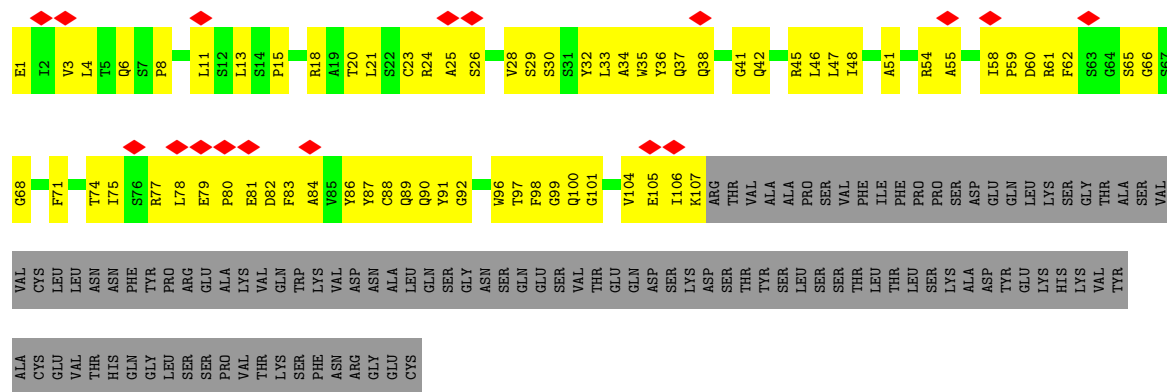 E1 I2 V3 L4 T5 Q6 S7 P8 L11 S12 L13 S14 P15 R18 A19 T20 L21 S22 C23 R24 A25 S26 V28 S29 S30 S31 Y32 L33 A34 W35 Y36 Q37 Q38 G41 Q42 R45 L46 L47 I48 A51 R54 A55 I58 P59 D60 R61 F62 S63 G64 S65 G66 S67
G68 F71 T74 I75 S76 R77 L78 E79 P80 E81 D82 F83 A84 V85 Y86 Y87 C88 Q89 Q90 Y91 G92 W96 T97 F98 G99 Q100 G101 V104 E105 I106 K107 ARG THR VAL ALA ALA PRO SER VAL PHE ILE PHE PRO PRO SER ASP GLU GLN LEU LYS SER GLY THR ALA SER VAL
VAL CYS LEU LEU ASN ASN PHE TYR PRO ARG GLU ALA LYS VAL GLN TRP LYS VAL ASP ASN ALA LEU GLN SER GLY ASN SER GLN GLU SER VAL THR GLU GLN ASP SER LYS ASP SER THR TYR SER LEU SER SER THR LEU THR LEU SER LYS ALA ASP TYR GLU LYS HIS LYS VAL TYR
ALA CYS GLU VAL THR HIS GLN GLY LEU SER SER PRO VAL THR LYS SER PHE ASN ARG GLY GLU CYS